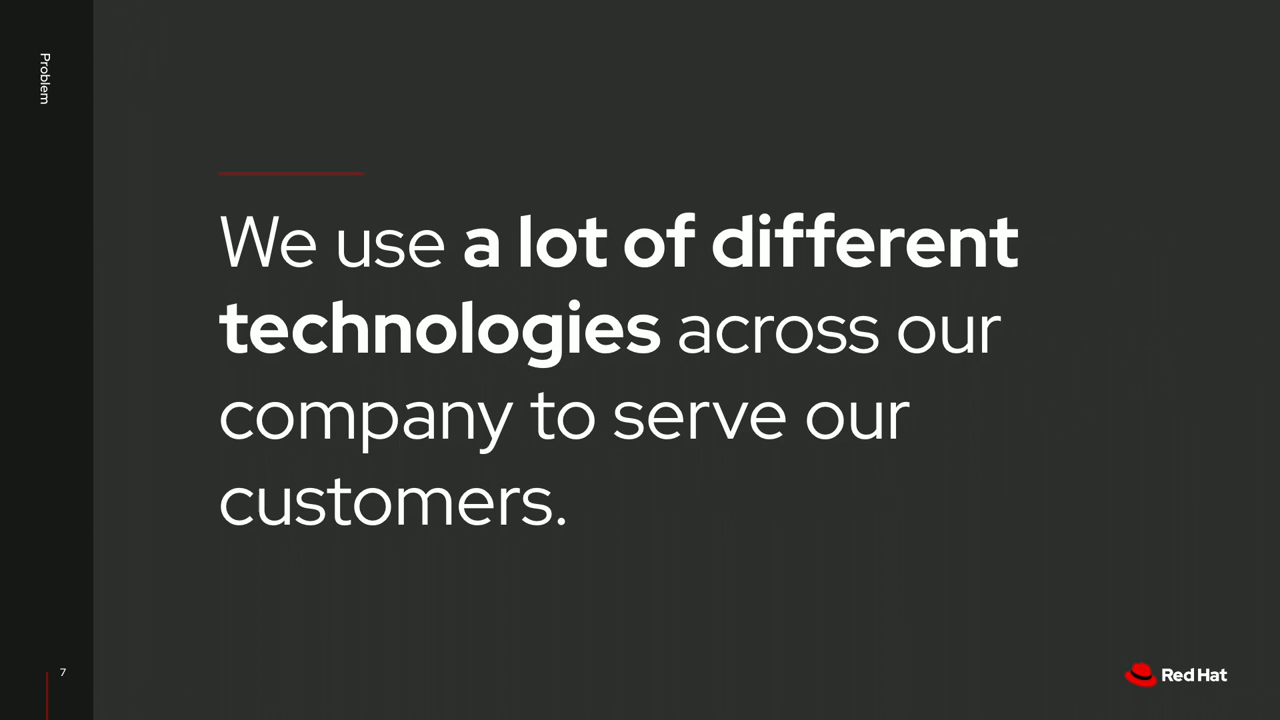 Problem
We use a lot of different
technologies across our
company to serve our
customers.
7
Red Hat